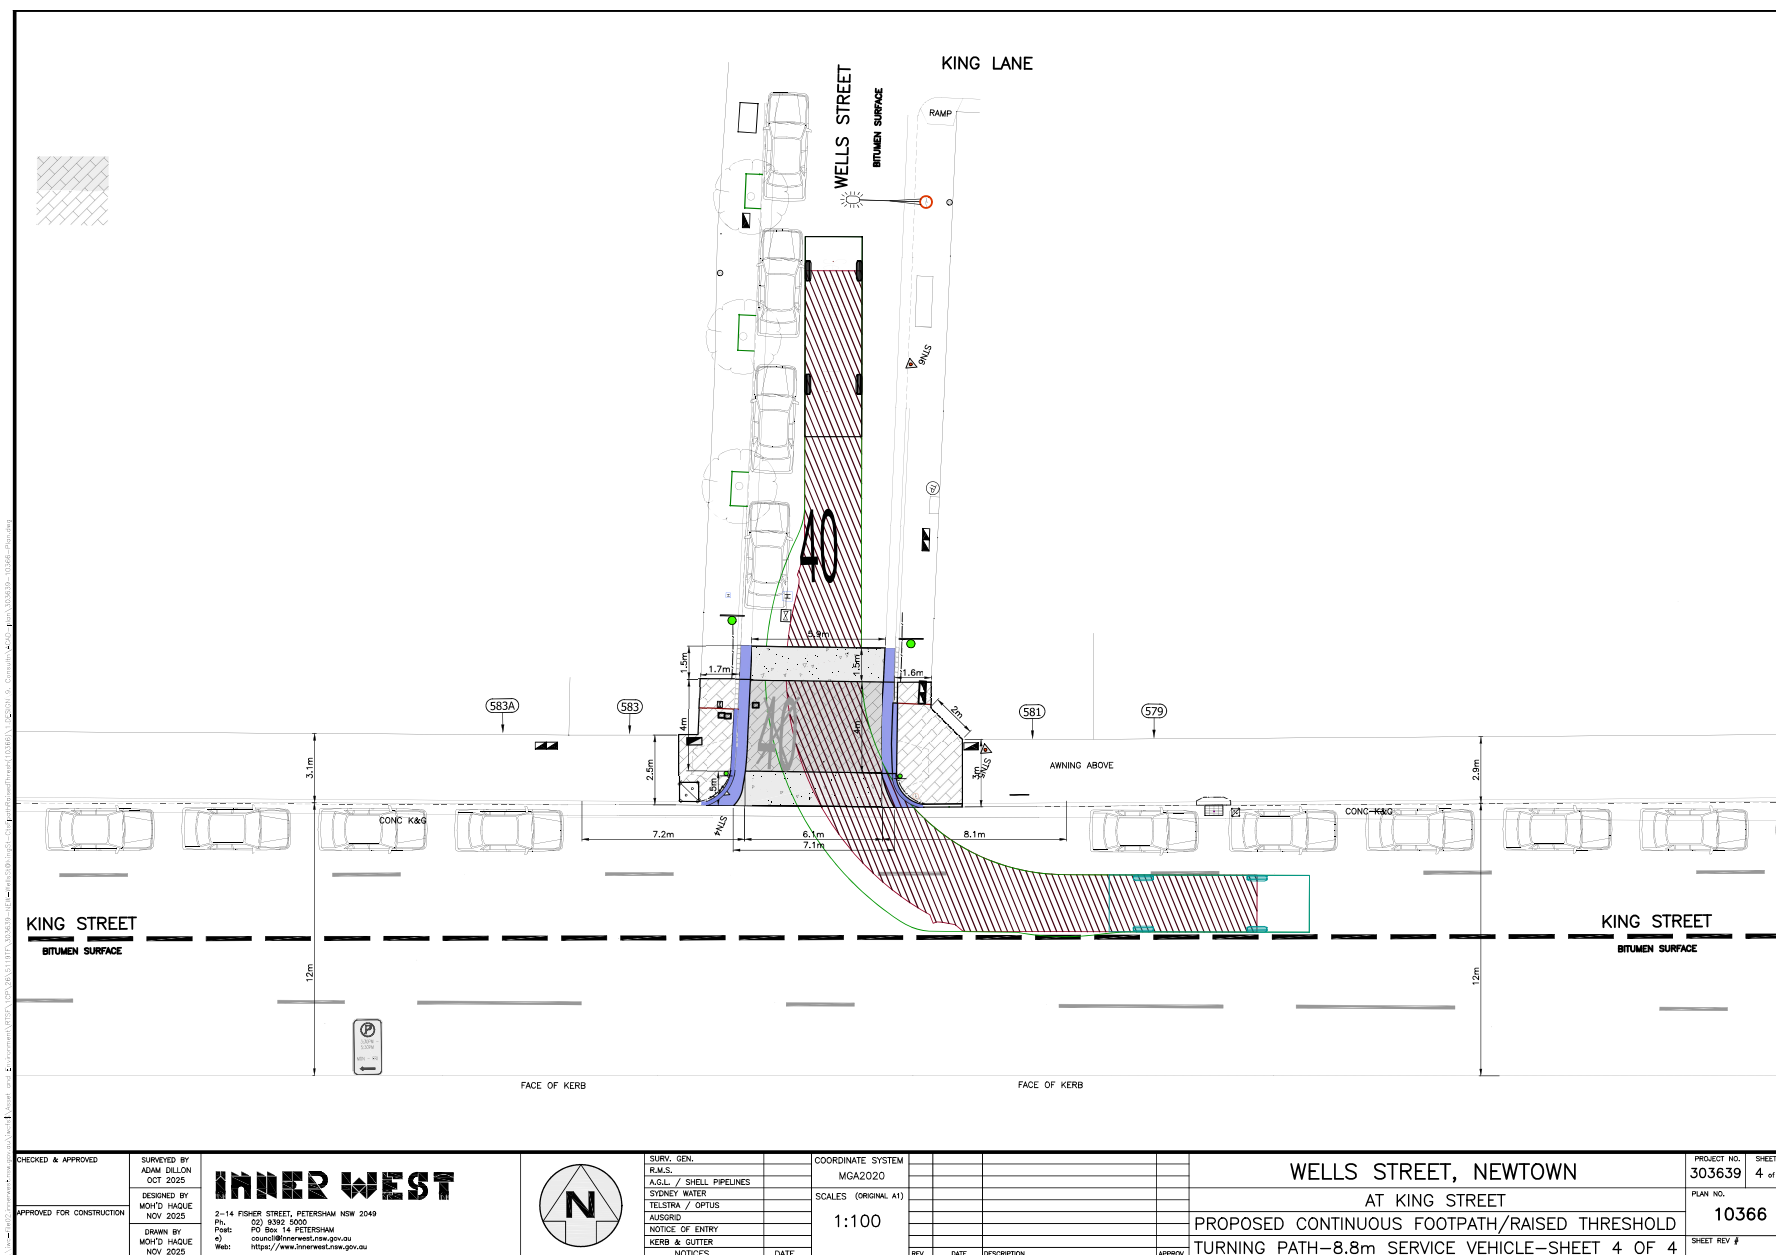 KING LANE
WELLS STREET
BITUMEN SURFACE
RAMP
STN6
40
5.9m
1.5m
1.7m
1.5m
1.6m
583A
583
4m
40
4m
2m
581
579
3.1m
2.5m
5m
3m
STN5
AWNING ABOVE
2.9m
CONC K&G
STN4
7.2m
6.1m
8.1m
7.1m
CONC K&G
KING STREET
BITUMEN SURFACE
KING STREET
BITUMEN SURFACE
12m
12m
P
FACE OF KERB
FACE OF KERB
CHECKED & APPROVED
APPROVED FOR CONSTRUCTION
SURVEYED BY
ADAM DILLON
OCT 2025
DESIGNED BY
MOH'D HAQUE
NOV 2025
DRAWN BY
MOH'D HAQUE
NOV 2025
INNER WEST
2-14 FISHER STREET, PETERSHAM NSW 2049
Ph. 02) 9392 5000
Post: PO Box 14 PETERSHAM
e) council@innerwest.nsw.gov.au
Web: https://www.innerwest.nsw.gov.au
N
SURV. GEN.
R.M.S.
A.G.L. / SHELL PIPELINES
SYDNEY WATER
TELSTRA / OPTUS
AUSGRID
NOTICE OF ENTRY
KERB & GUTTER
NOTICES DATE
COORDINATE SYSTEM
MGA2020
SCALES (ORIGINAL A1)
1:100
REV DATE DESCRIPTION APPROV
WELLS STREET, NEWTOWN
AT KING STREET
PROPOSED CONTINUOUS FOOTPATH/RAISED THRESHOLD
TURNING PATH-8.8m SERVICE VEHICLE-SHEET 4 OF 4
PROJECT NO. SHEET
303639 4 of
PLAN NO.
10366
SHEET REV #